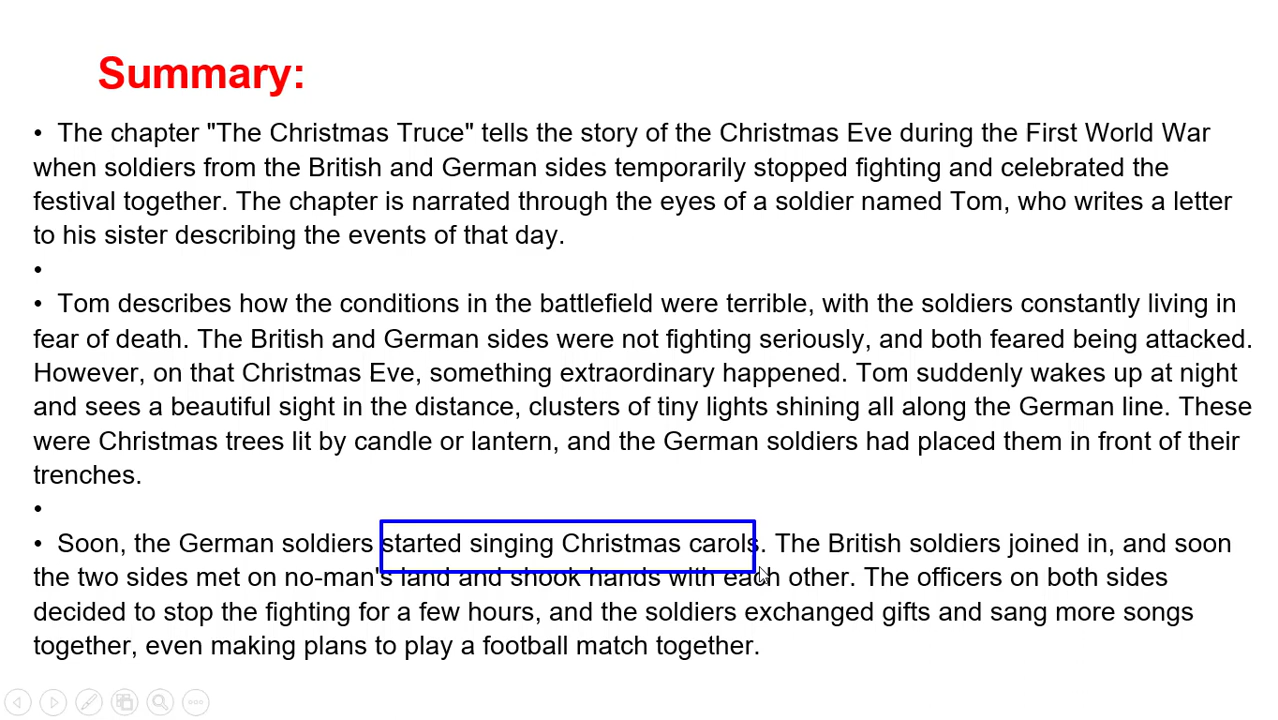 Summary:
• The chapter "The Christmas Truce" tells the story of the Christmas Eve during the First World War
when soldiers from the British and German sides temporarily stopped fighting and celebrated the
festival together. The chapter is narrated through the eyes of a soldier named Tom, who writes a letter
to his sister describing the events of that day.
•
• Tom describes how the conditions in the battlefield were terrible, with the soldiers constantly living in
fear of death. The British and German sides were not fighting seriously, and both feared being attacked.
However, on that Christmas Eve, something extraordinary happened. Tom suddenly wakes up at night
and sees a beautiful sight in the distance, clusters of tiny lights shining all along the German line. These
were Christmas trees lit by candle or lantern, and the German soldiers had placed them in front of their
trenches.
•
• Soon, the German soldiers started singing Christmas carols. The British soldiers joined in, and soon
the two sides met on no-man's land and shook hands with each other. The officers on both sides
decided to stop the fighting for a few hours, and the soldiers exchanged gifts and sang more songs
together, even making plans to play a football match together.